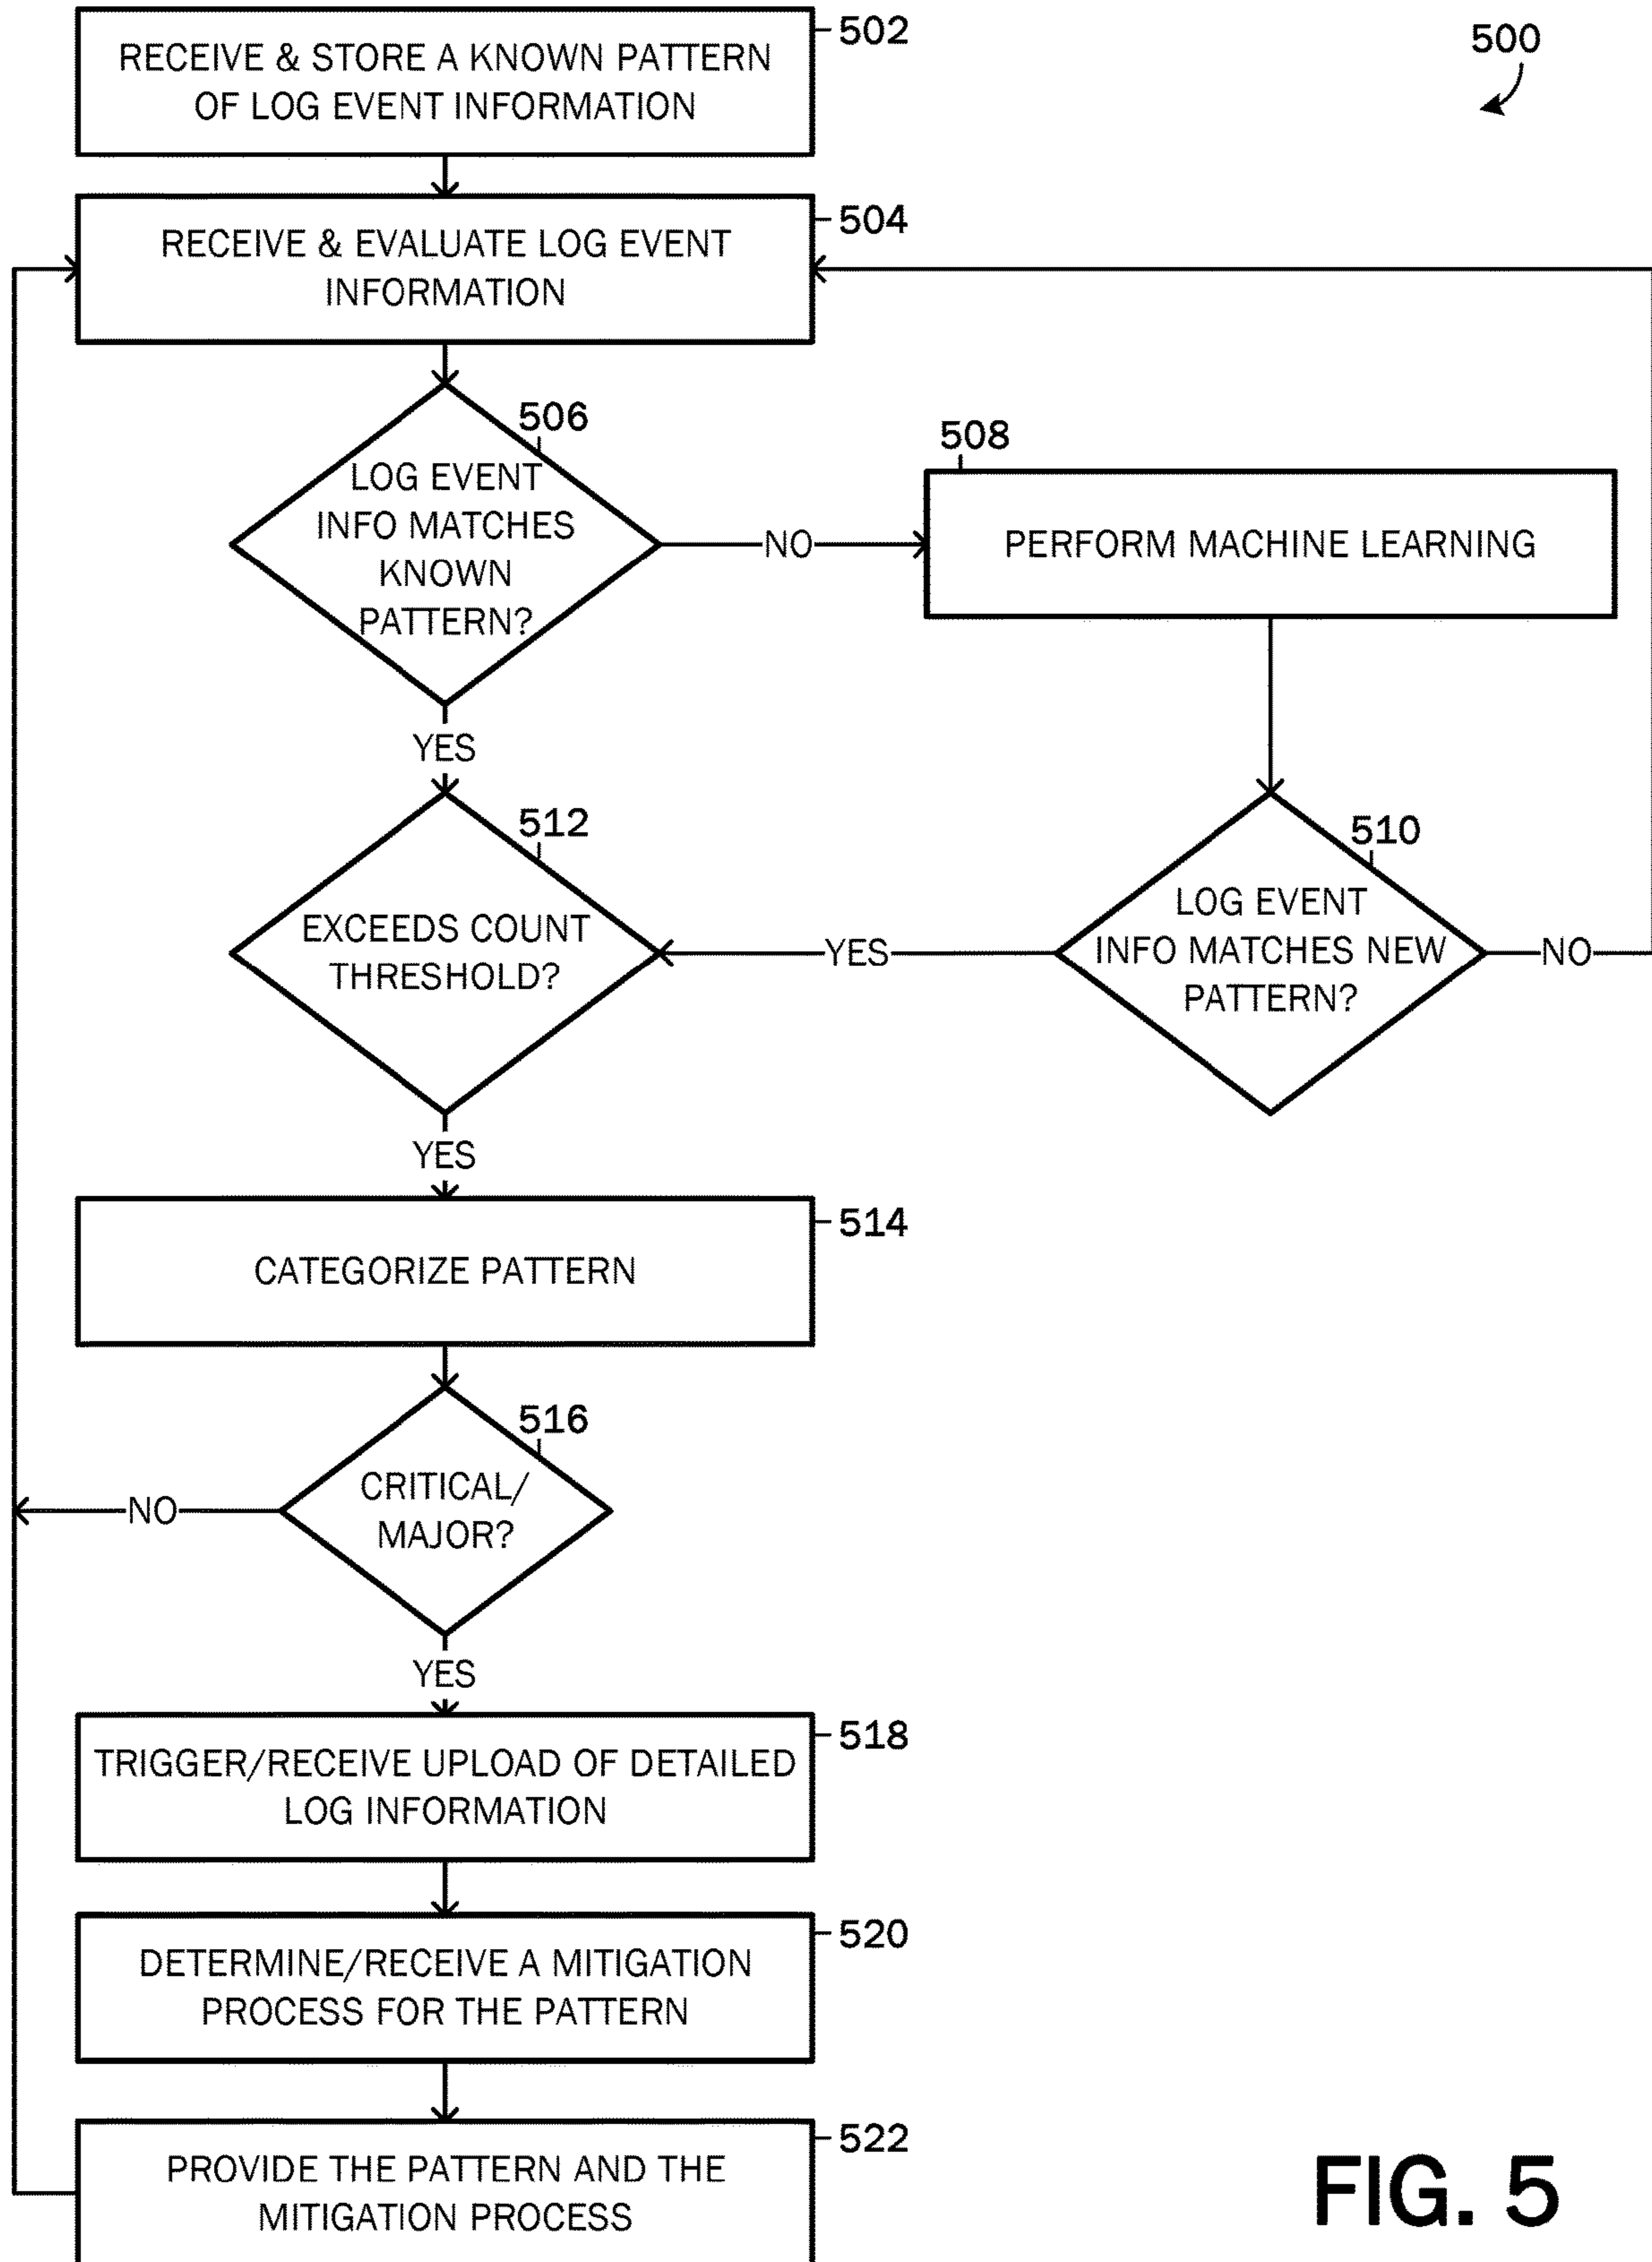 502
RECEIVE & STORE A KNOWN PATTERN
OF LOG EVENT INFORMATION
500
504
RECEIVE & EVALUATE LOG EVENT
INFORMATION
506
LOG EVENT
INFO MATCHES
KNOWN
PATTERN?
NO
508
PERFORM MACHINE LEARNING
YES
512
EXCEEDS COUNT
THRESHOLD?
YES
510
LOG EVENT
INFO MATCHES NEW
PATTERN?
NO
YES
514
CATEGORIZE PATTERN
516
CRITICAL/
MAJOR?
NO
YES
518
TRIGGER/RECEIVE UPLOAD OF DETAILED
LOG INFORMATION
520
DETERMINE/RECEIVE A MITIGATION
PROCESS FOR THE PATTERN
522
PROVIDE THE PATTERN AND THE
MITIGATION PROCESS
FIG. 5